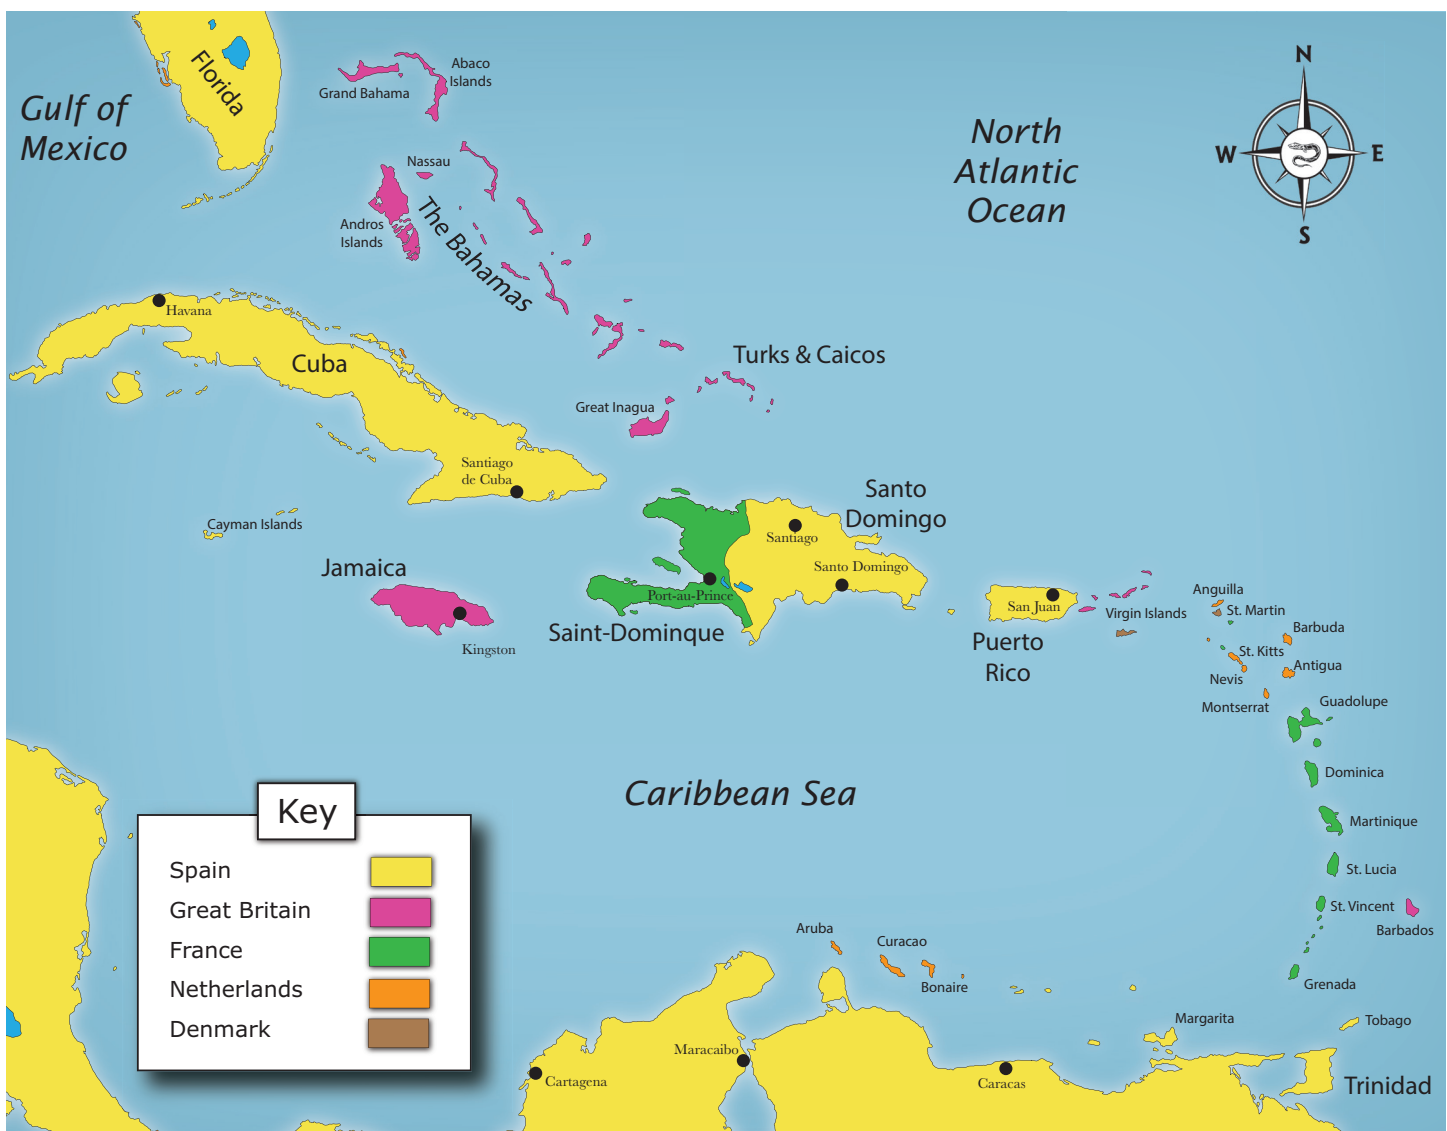 Florida
Gulf of
Mexico
Grand Bahama
Abaco
Islands
Nassau
Andros
Islands
The Bahamas
North
Atlantic
Ocean
N
W
E
S
Havana
Cuba
Turks & Caicos
Great Inagua
Santiago
de Cuba
Cayman Islands
Jamaica
Kingston
Santo
Domingo
Santiago
Santo Domingo
Port-au-Prince
Saint-Dominque
San Juan
Puerto
Rico
Virgin Islands
Anguilla
St. Martin
Barbuda
St. Kitts
Antigua
Nevis
Montserrat
Guadolupe
Dominica
Martinique
St. Lucia
St. Vincent
Barbados
Grenada
Caribbean Sea
Key
Spain
Great Britain
France
Netherlands
Denmark
Aruba
Curacao
Bonaire
Margarita
Tobago
Trinidad
Maracaibo
Cartagena
Caracas